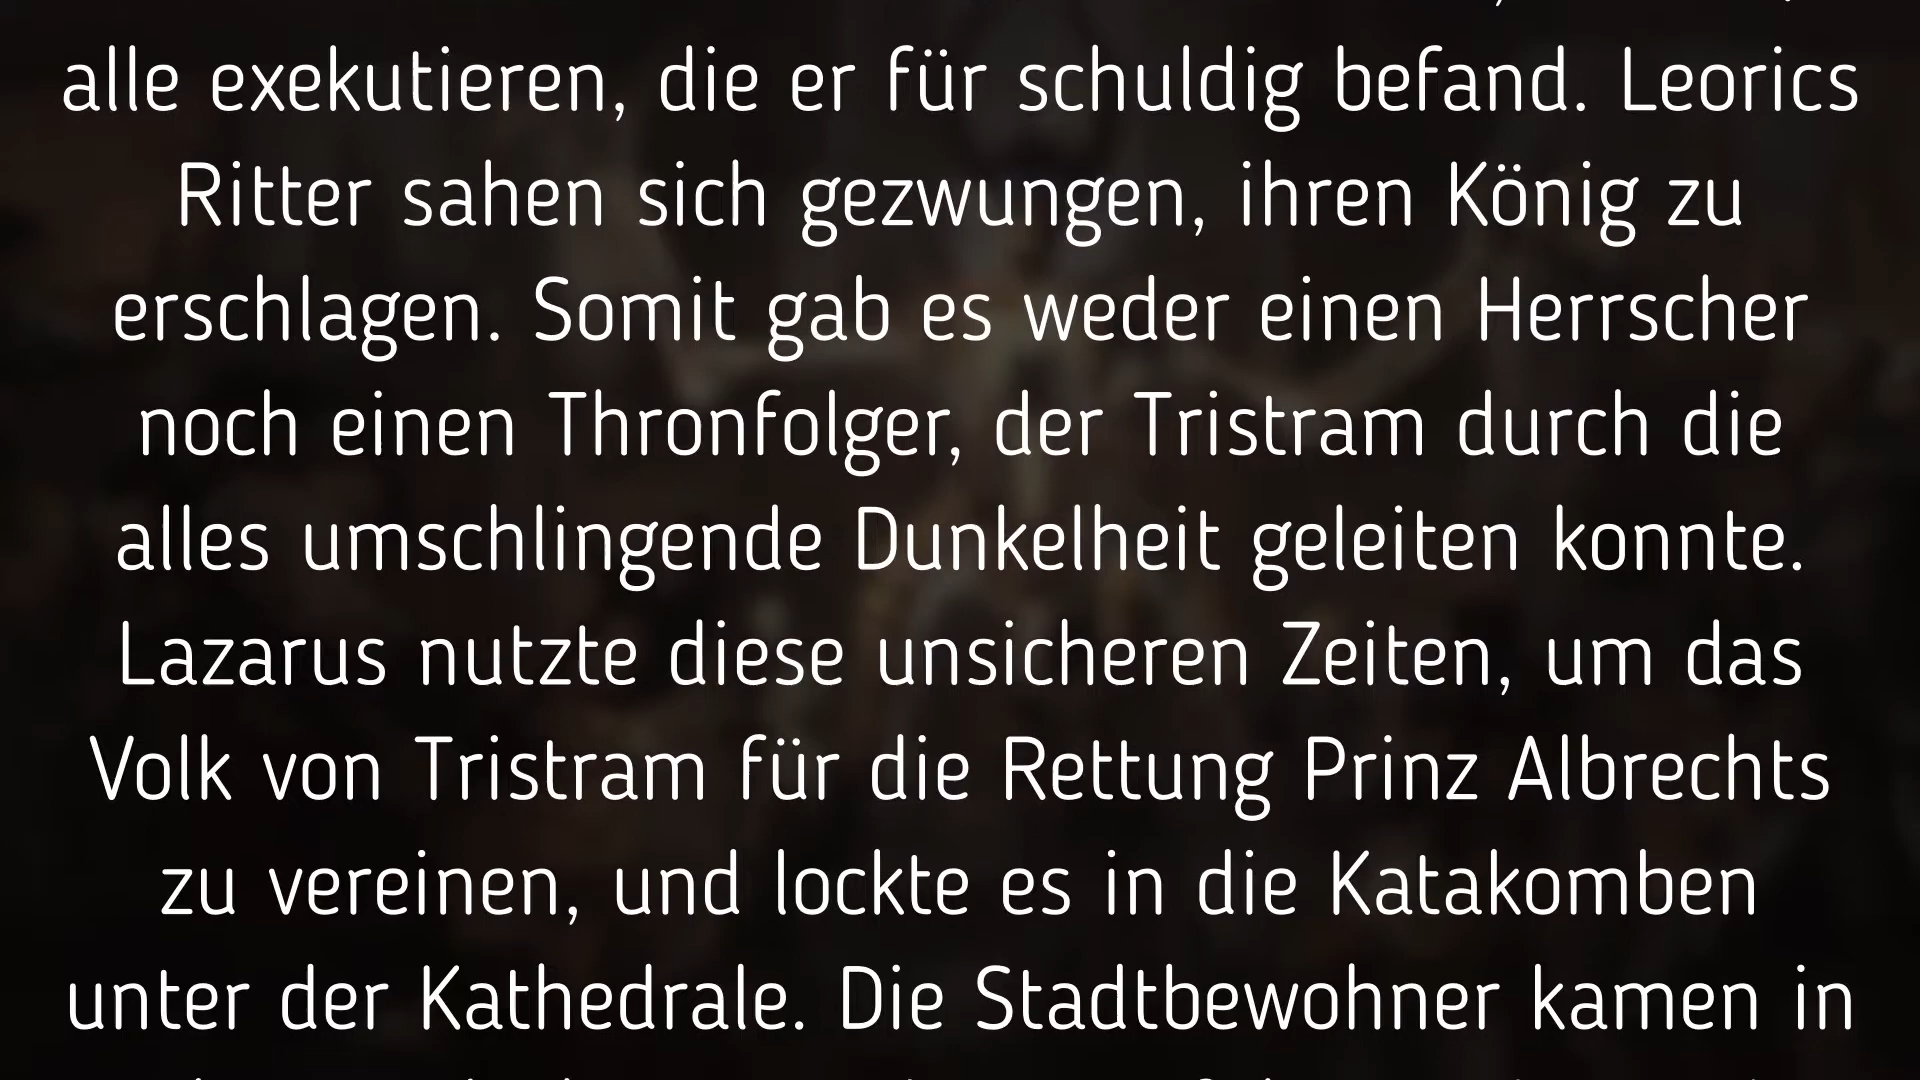 alle exekutieren, die er für schuldig befand. Leorics
Ritter sahen sich gezwungen, ihren König zu
erschlagen. Somit gab es weder einen Herrscher
noch einen Thronfolger, der Tristram durch die
alles umschlingende Dunkelheit geleiten konnte.
Lazarus nutzte diese unsicheren Zeiten, um das
Volk von Tristram für die Rettung Prinz Albrechts
zu vereinen, und lockte es in die Katakomben
unter der Kathedrale. Die Stadtbewohner kamen in